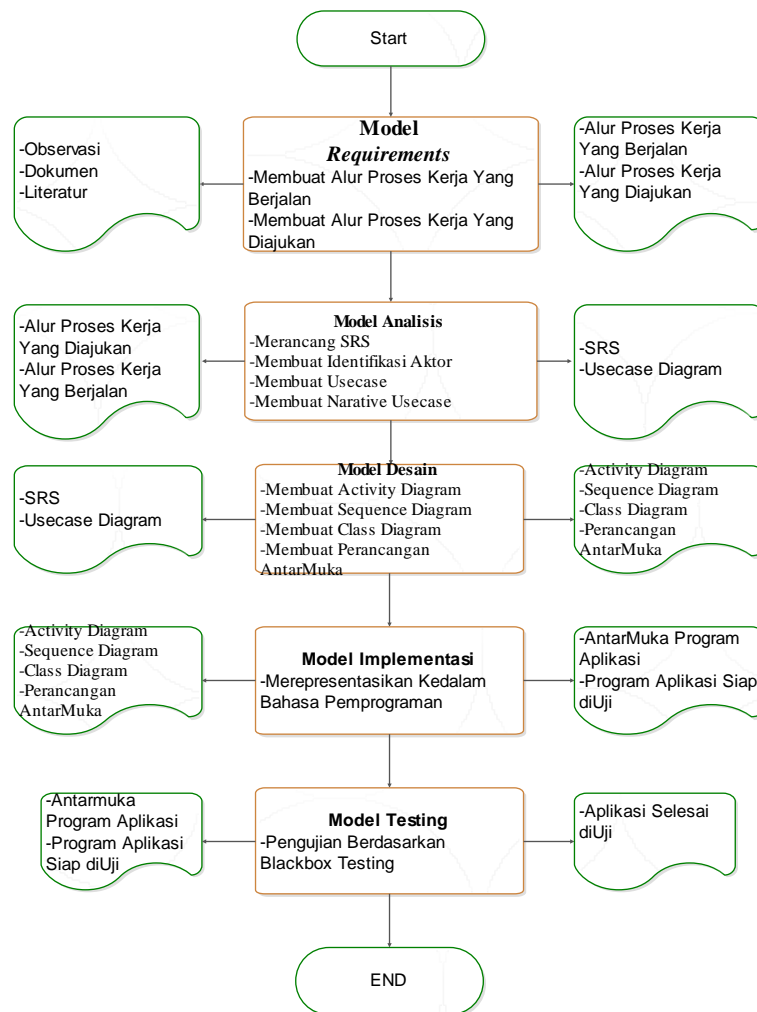 Start
-Observasi
-Dokumen
-Literatur
Model
Requirements
-Membuat Alur Proses Kerja Yang
Berjalan
-Membuat Alur Proses Kerja Yang
Diajukan
-Alur Proses Kerja
Yang Berjalan
-Alur Proses Kerja
Yang Diajukan
-Alur Proses Kerja
Yang Diajukan
-Alur Proses Kerja
Yang Berjalan
Model Analisis
-Merancang SRS
-Membuat Identifikasi Aktor
-Membuat Usecase
-Membuat Narative Usecase
-SRS
-Usecase Diagram
-SRS
-Usecase Diagram
Model Desain
-Membuat Activity Diagram
-Membuat Sequence Diagram
-Membuat Class Diagram
-Membuat Perancangan
AntarMuka
-Activity Diagram
-Sequence Diagram
-Class Diagram
-Perancangan
AntarMuka
-Activity Diagram
-Sequence Diagram
-Class Diagram
-Perancangan
AntarMuka
Model Implementasi
-Merepresentasikan Kedalam
Bahasa Pemprograman
-AntarMuka Program
Aplikasi
-Program Aplikasi Siap
diUji
-Antarmuka
Program Aplikasi
-Program Aplikasi
Siap diUji
Model Testing
-Pengujian Berdasarkan
Blackbox Testing
-Aplikasi Selesai
diUji
END